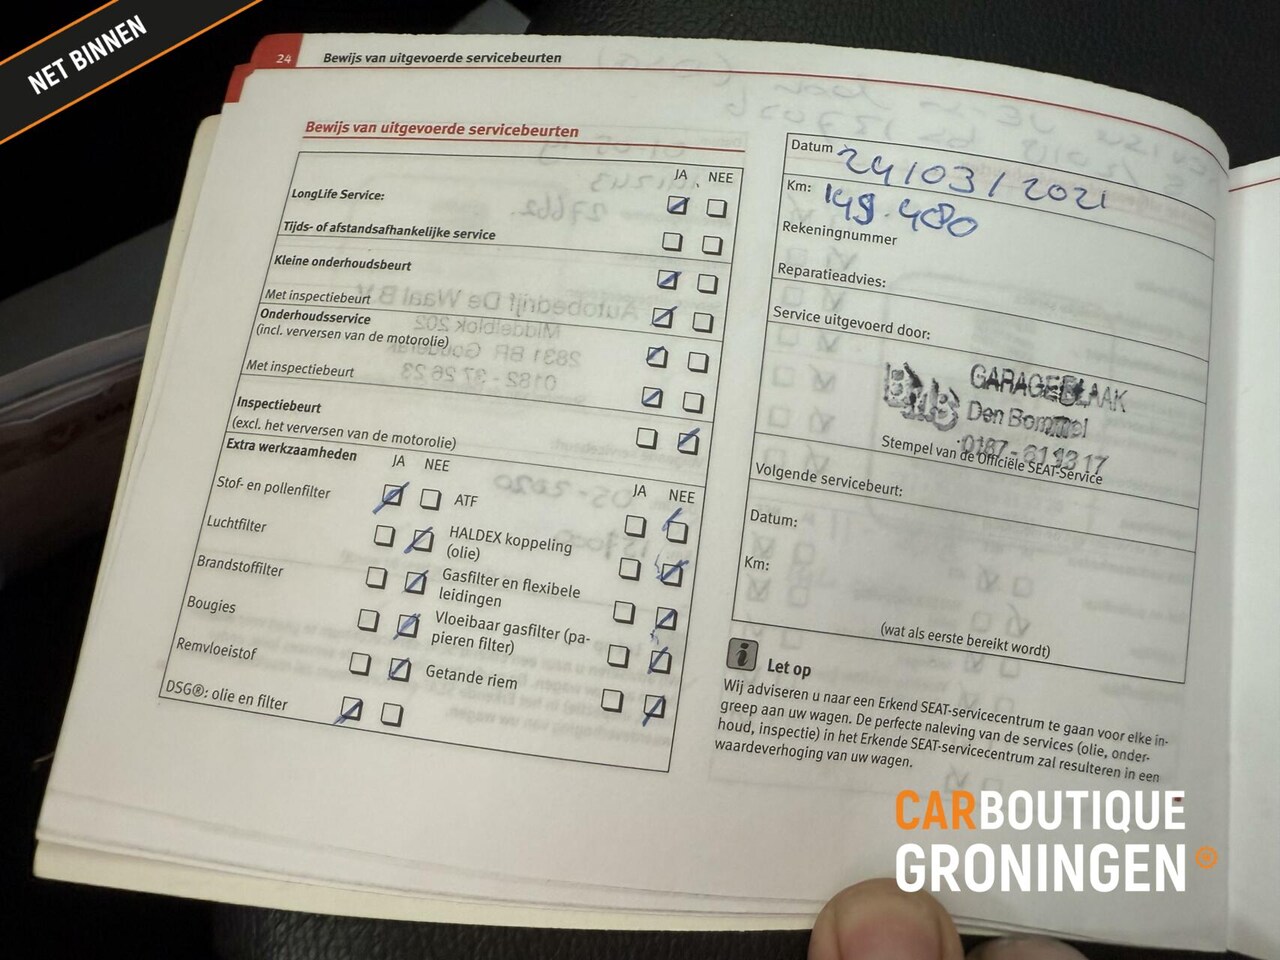 NET BINNEN
24 Bewijs van uitgevoerde servicebeurten
Bewijs van uitgevoerde servicebeurten
JA NEE
LongLife Service:
Tijds- of afstandsafhankelijke service
Kleine onderhoudsbeurt
Met inspectiebeurt
Onderhoudsservice
(incl. verversen van de motorolie)
Met inspectiebeurt
Inspectiebeurt
(excl. het verversen van de motorolie)
Extra werkzaamheden
JA NEE
JA NEE
Stof- en pollenfilter
ATF
Luchtfilter
HALDEX koppeling
(olie)
Brandstoffilter
Gasfilter en flexibele
leidingen
Bougies
Vloeibaar gasfilter (pa-
pieren filter)
Remvloeistof
Getande riem
DSG®: olie en filter
Datum 24/03/2021
Km: 149.480
Rekeningnummer
Reparatieadvies:
Service uitgevoerd door:
GARAGE BLAAK
Den Bommel
Stempel van de Officiële SEAT-Service
Volgende servicebeurt:
Datum:
Km:
(wat als eerste bereikt wordt)
Let op
Wij adviseren u naar een Erkend SEAT-servicecentrum te gaan voor elke in-
greep aan uw wagen. De perfecte naleving van de services (olie, onder-
houd, inspectie) in het Erkende SEAT-servicecentrum zal resulteren in een
waardeverhoging van uw wagen.
CARBOUTIQUE
GRONINGEN